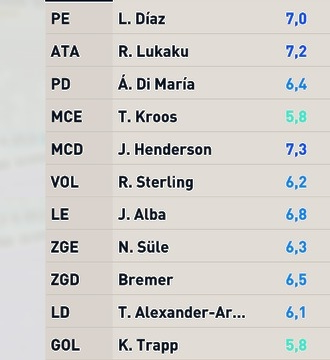 PE L. Díaz 7,0
ATA R. Lukaku 7,2
PD Á. Di María 6,4
MCE T. Kroos 5,8
MCD J. Henderson 7,3
VOL R. Sterling 6,2
LE J. Alba 6,8
ZGE N. Süle 6,3
ZGD Bremer 6,5
LD T. Alexander-Ar... 6,1
GOL K. Trapp 5,8